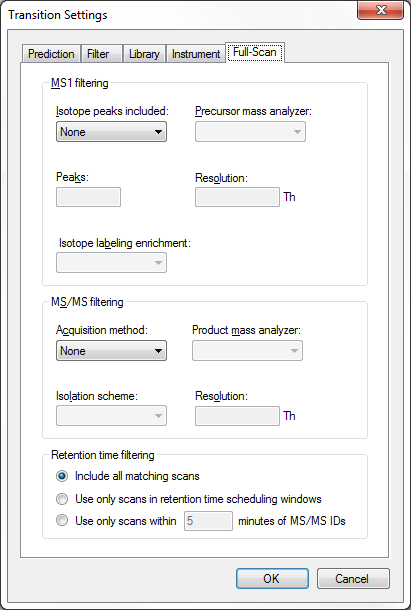 Transition Settings
Prediction Filter Library Instrument Full-Scan
MS1 filtering
Isotope peaks included: Precursor mass analyzer:
None
Peaks: Resolution:
Th
Isotope labeling enrichment:
MS/MS filtering
Acquisition method: Product mass analyzer:
None
Isolation scheme: Resolution:
Th
Retention time filtering
Include all matching scans
Use only scans in retention time scheduling windows
Use only scans within 5 minutes of MS/MS IDs
OK Cancel